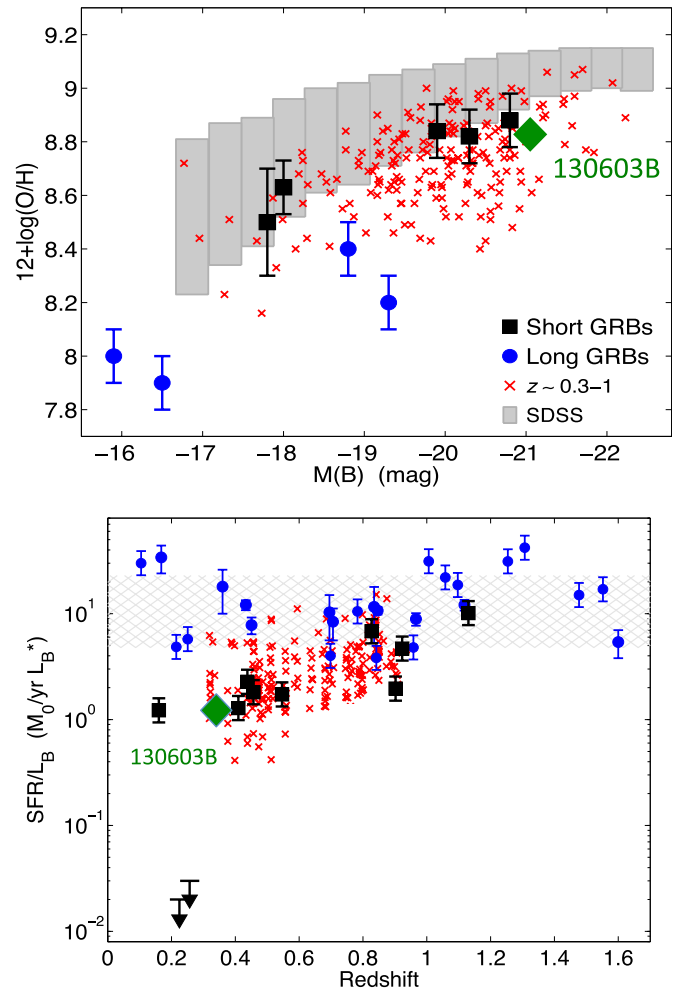 9.2
9
8.8
8.6
8.4
8.2
8
7.8
12+log(O/H)
130603B
Short GRBs
Long GRBs
z ~ 0.3−1
SDSS
−16 −17 −18 −19 −20 −21 −22
M(B) (mag)
10²
10¹
10⁰
10⁻¹
10⁻²
SFR/L_B (M_0/yr L_B*)
130603B
0 0.2 0.4 0.6 0.8 1 1.2 1.4 1.6
Redshift